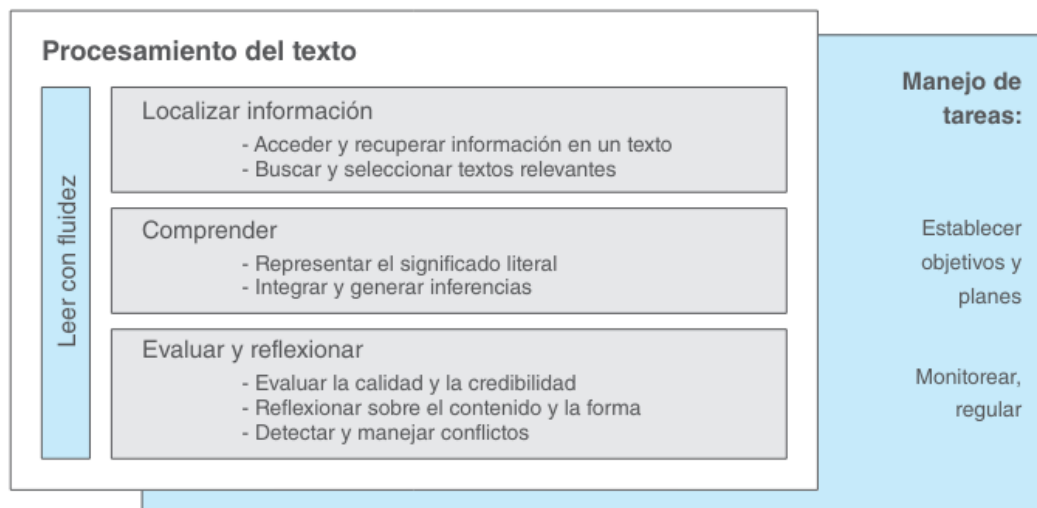 Procesamiento del texto
Leer con fluidez
Localizar información
- Acceder y recuperar información en un texto
- Buscar y seleccionar textos relevantes
Comprender
- Representar el significado literal
- Integrar y generar inferencias
Evaluar y reflexionar
- Evaluar la calidad y la credibilidad
- Reflexionar sobre el contenido y la forma
- Detectar y manejar conflictos
Manejo de
tareas:
Establecer
objetivos y
planes
Monitorear,
regular